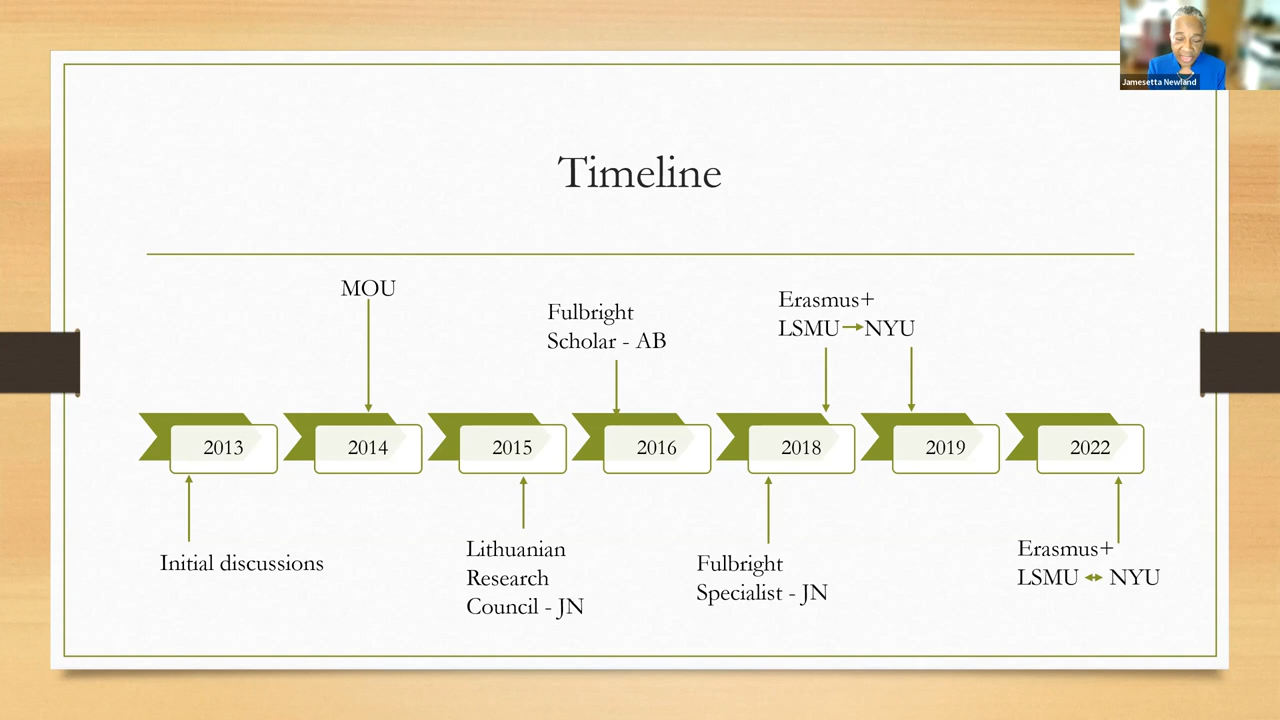 Jamesetta Newland
Timeline
MOU
Fulbright
Scholar - AB
Erasmus+
LSMU NYU
2013
2014
2015
2016
2018
2019
2022
Initial discussions
Lithuanian
Research
Council - JN
Fulbright
Specialist - JN
Erasmus+
LSMU NYU